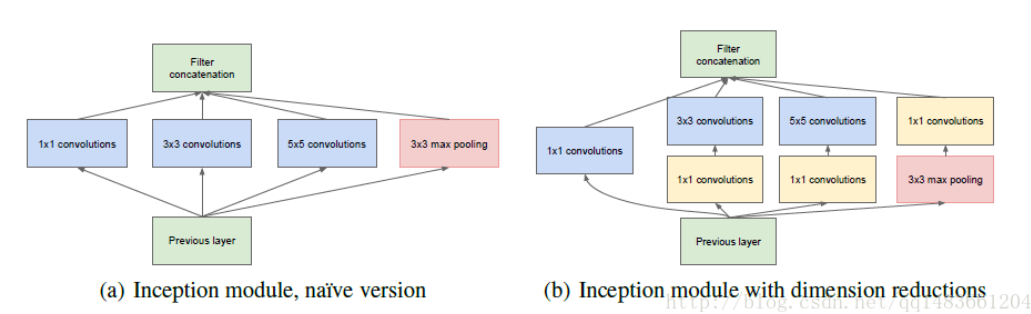 Filter
concatenation
1x1 convolutions
3x3 convolutions
5x5 convolutions
3x3 max pooling
Previous layer
(a) Inception module, naïve version
Filter
concatenation
3x3 convolutions
5x5 convolutions
1x1 convolutions
1x1 convolutions
1x1 convolutions
1x1 convolutions
3x3 max pooling
Previous layer
(b) Inception module with dimension reductions
http://blog.csdn.net/qq1483661204